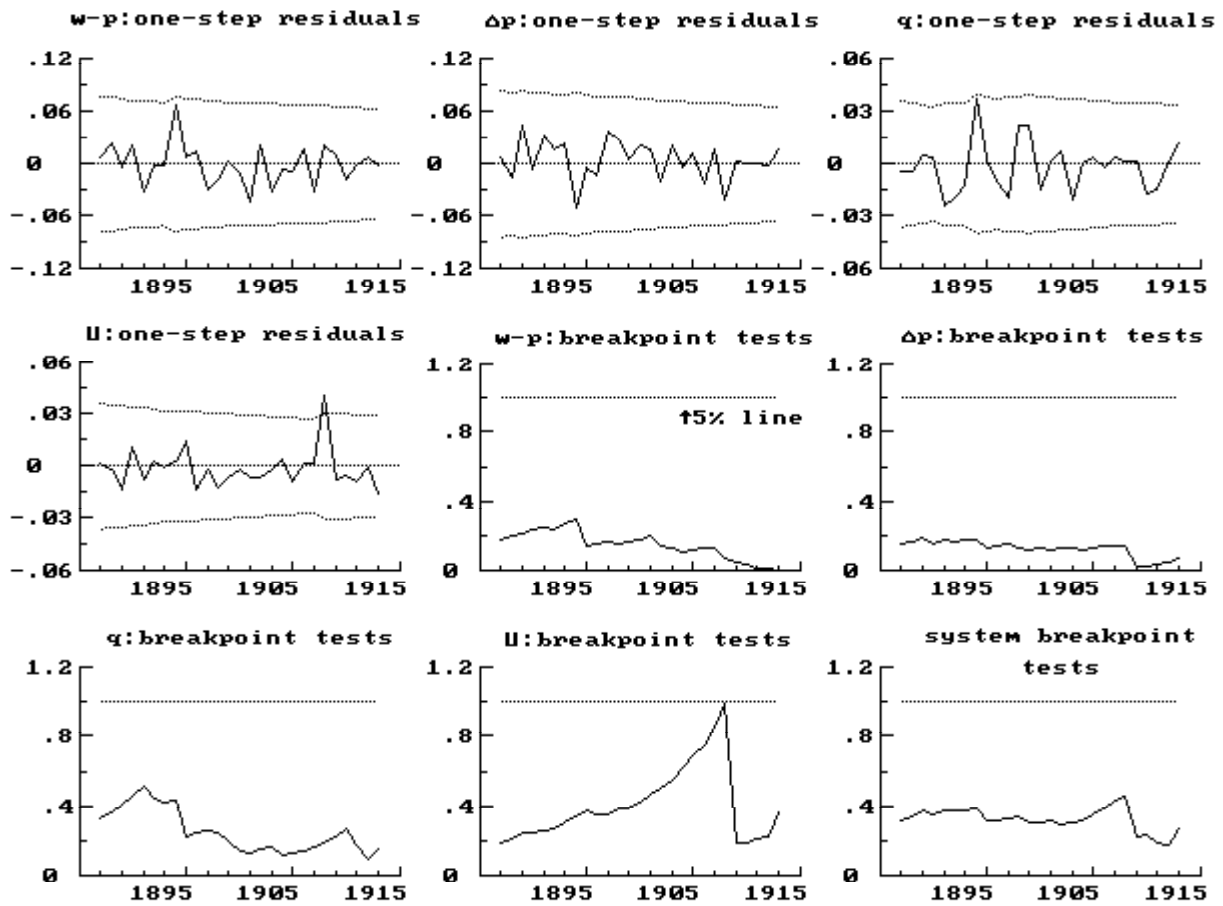 w-p:one-step residuals
.12
.06
0
-.06
-.12
1895 1905 1915
Δp:one-step residuals
.12
.06
0
-.06
-.12
1895 1905 1915
q:one-step residuals
.06
.03
0
-.03
-.06
1895 1905 1915
U:one-step residuals
.06
.03
0
-.03
-.06
1895 1905 1915
w-p:breakpoint tests
1.2
↑5% line
.8
.4
0
1895 1905 1915
Δp:breakpoint tests
1.2
.8
.4
0
1895 1905 1915
q:breakpoint tests
1.2
.8
.4
0
1895 1905 1915
U:breakpoint tests
1.2
.8
.4
0
1895 1905 1915
system breakpoint
tests
1.2
.8
.4
0
1895 1905 1915